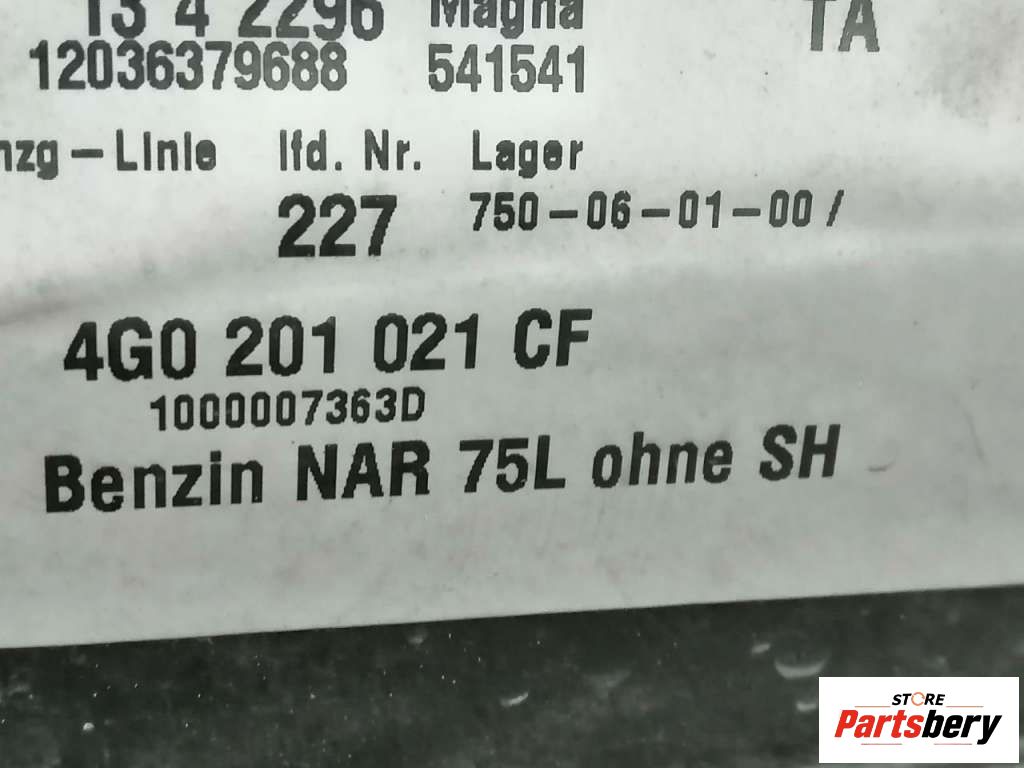 13 4 2296 Magna TA
12036379688 541541
nzg – Linie lfd. Nr. Lager
227 750 – 06 – 01 – 00 /
4G0 201 021 CF
1000007363D
Benzin NAR 75L ohne SH
STORE
Partsbery